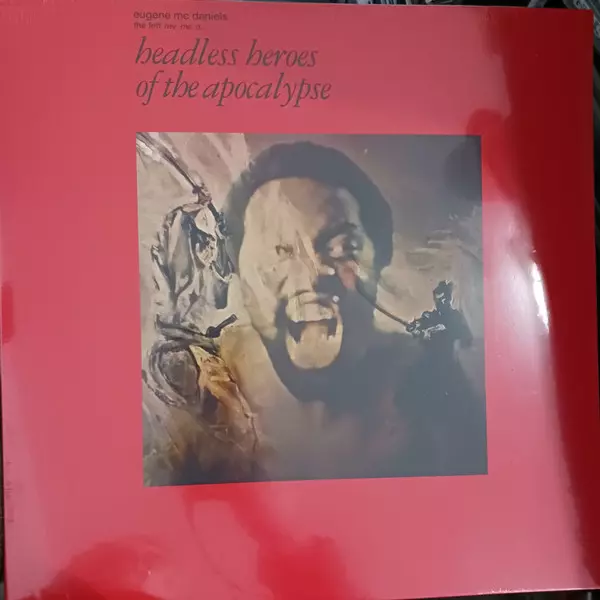 eugene mc daniels
the left rev. mc d.
headless heroes
of the apocalypse